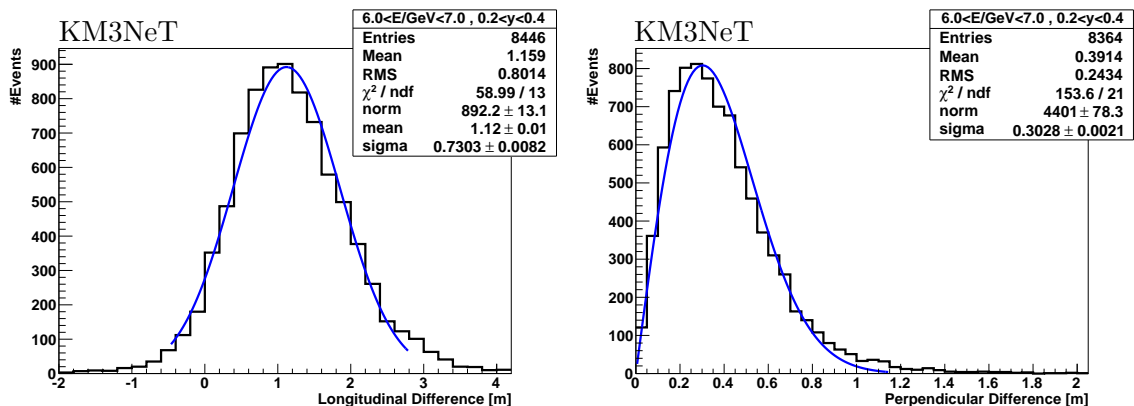 KM3NeT
6.0<E/GeV<7.0 , 0.2<y<0.4
Entries 8446
Mean 1.159
RMS 0.8014
χ² / ndf 58.99 / 13
norm 892.2 ± 13.1
mean 1.12 ± 0.01
sigma 0.7303 ± 0.0082
#Events
900
800
700
600
500
400
300
200
100
0
-2 -1 0 1 2 3 4
Longitudinal Difference [m]
KM3NeT
6.0<E/GeV<7.0 , 0.2<y<0.4
Entries 8364
Mean 0.3914
RMS 0.2434
χ² / ndf 153.6 / 21
norm 4401 ± 78.3
sigma 0.3028 ± 0.0021
#Events
800
700
600
500
400
300
200
100
0
0 0.2 0.4 0.6 0.8 1 1.2 1.4 1.6 1.8 2
Perpendicular Difference [m]